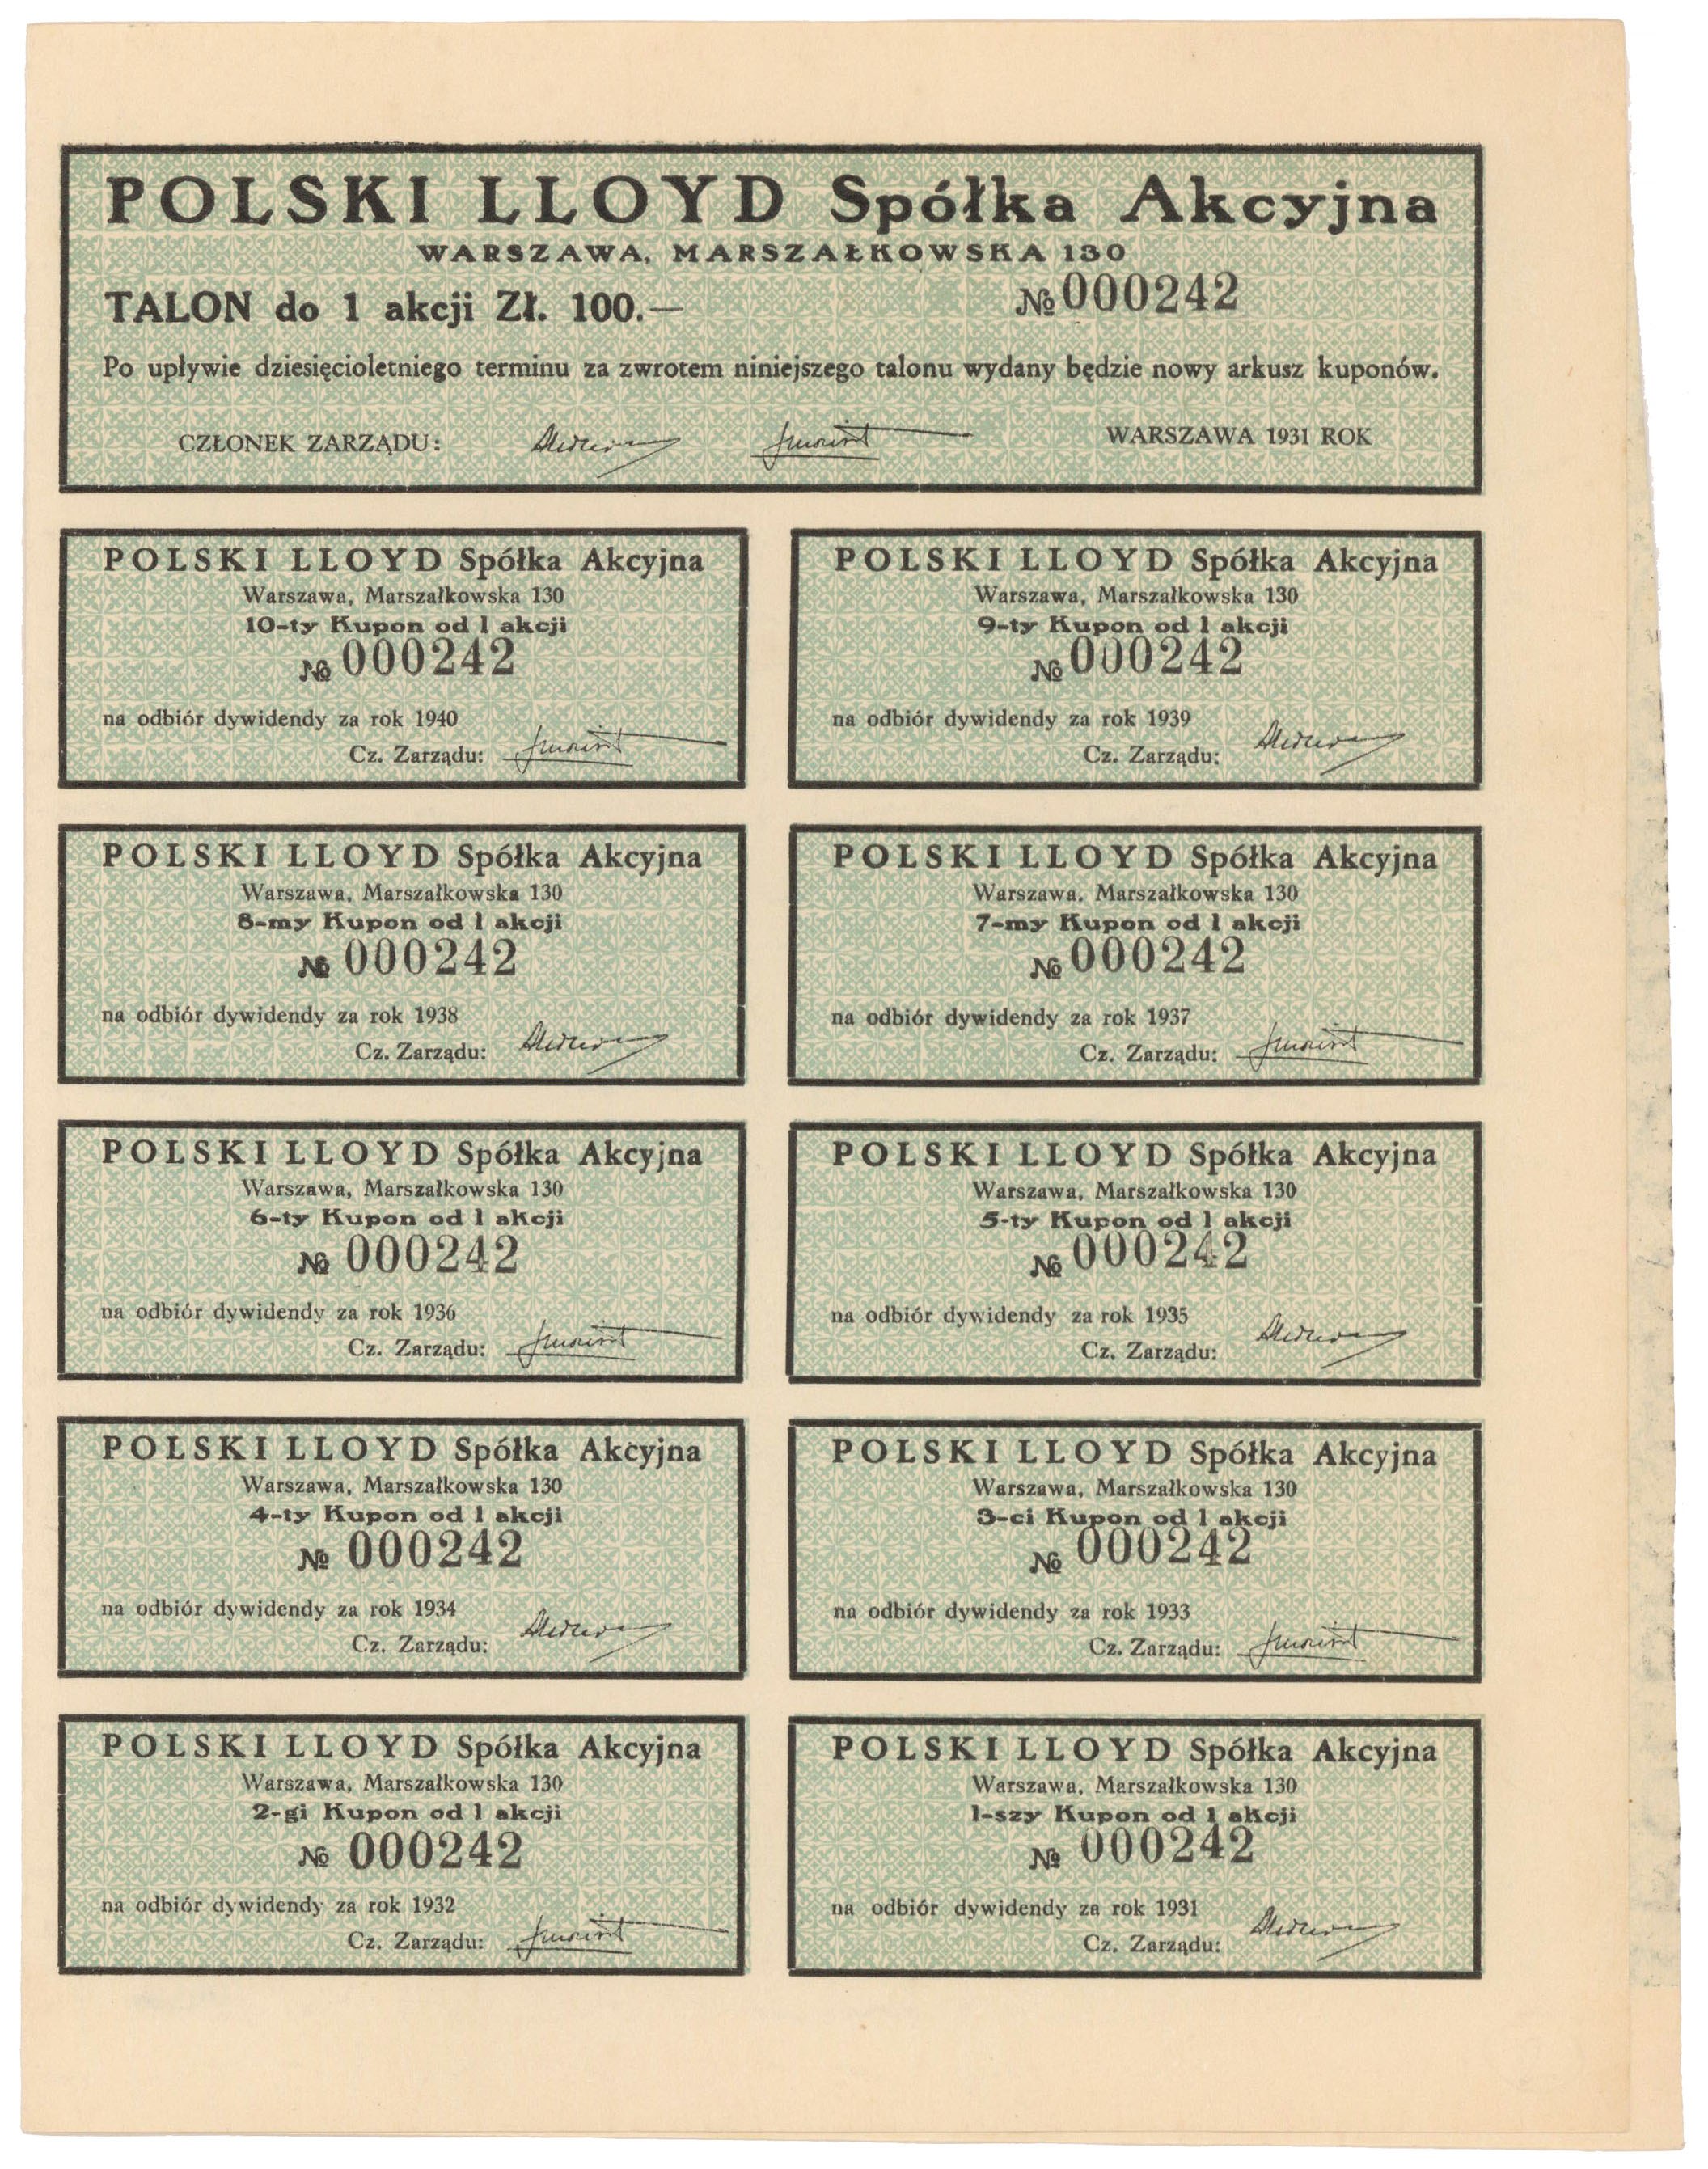 POLSKI LLOYD Spółka Akcyjna
WARSZAWA, MARSZAŁKOWSKA 130
TALON do 1 akcji Zł. 100.—
№ 000242
Po upływie dziesięcioletniego terminu za zwrotem niniejszego talonu wydany będzie nowy arkusz kuponów.
CZŁONEK ZARZĄDU:
WARSZAWA 1931 ROK
POLSKI LLOYD Spółka Akcyjna
Warszawa, Marszałkowska 130
10-ty Kupon od 1 akcji
№ 000242
na odbiór dywidendy za rok 1940
Cz. Zarządu:
POLSKI LLOYD Spółka Akcyjna
Warszawa, Marszałkowska 130
9-ty Kupon od 1 akcji
№ 000242
na odbiór dywidendy za rok 1939
Cz. Zarządu:
POLSKI LLOYD Spółka Akcyjna
Warszawa, Marszałkowska 130
8-my Kupon od 1 akcji
№ 000242
na odbiór dywidendy za rok 1938
Cz. Zarządu:
POLSKI LLOYD Spółka Akcyjna
Warszawa, Marszałkowska 130
7-my Kupon od 1 akcji
№ 000242
na odbiór dywidendy za rok 1937
Cz. Zarządu:
POLSKI LLOYD Spółka Akcyjna
Warszawa, Marszałkowska 130
6-ty Kupon od 1 akcji
№ 000242
na odbiór dywidendy za rok 1936
Cz. Zarządu:
POLSKI LLOYD Spółka Akcyjna
Warszawa, Marszałkowska 130
5-ty Kupon od 1 akcji
№ 000242
na odbiór dywidendy za rok 1935
Cz. Zarządu:
POLSKI LLOYD Spółka Akcyjna
Warszawa, Marszałkowska 130
4-ty Kupon od 1 akcji
№ 000242
na odbiór dywidendy za rok 1934
Cz. Zarządu:
POLSKI LLOYD Spółka Akcyjna
Warszawa, Marszałkowska 130
3-ci Kupon od 1 akcji
№ 000242
na odbiór dywidendy za rok 1933
Cz. Zarządu:
POLSKI LLOYD Spółka Akcyjna
Warszawa, Marszałkowska 130
2-gi Kupon od 1 akcji
№ 000242
na odbiór dywidendy za rok 1932
Cz. Zarządu:
POLSKI LLOYD Spółka Akcyjna
Warszawa, Marszałkowska 130
1-szy Kupon od 1 akcji
№ 000242
na odbiór dywidendy za rok 1931
Cz. Zarządu: